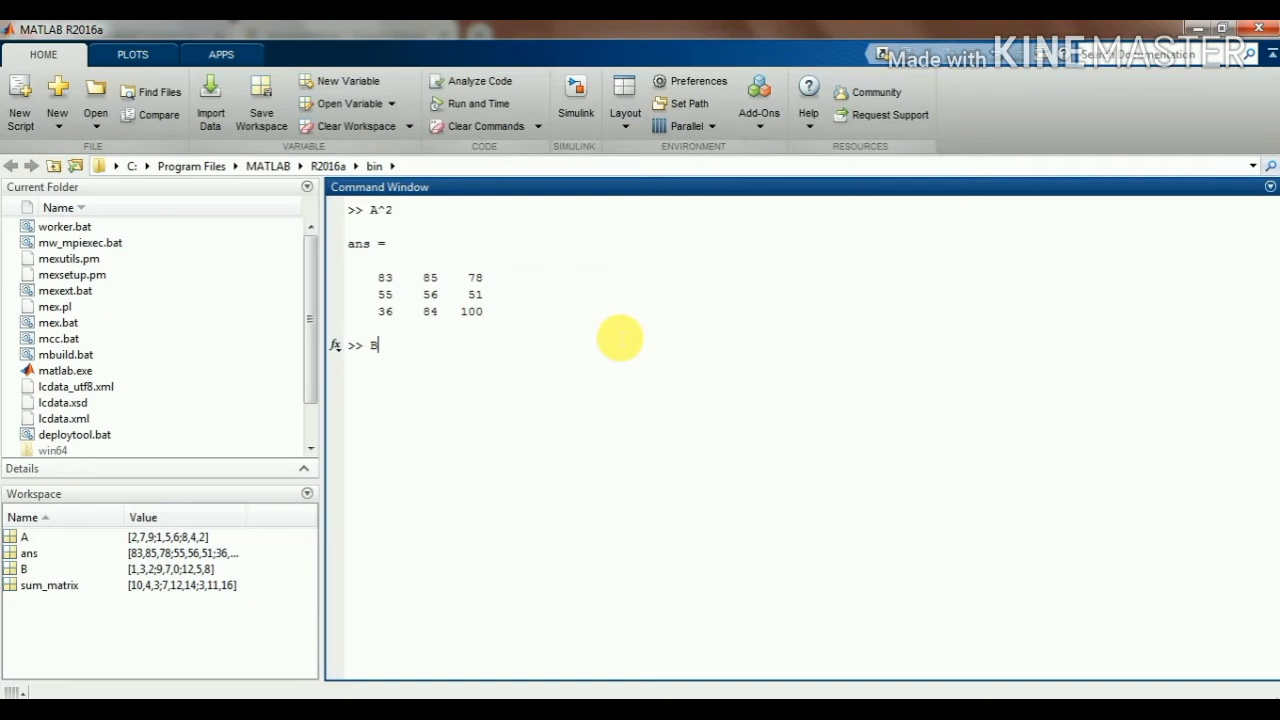 MATLAB R2016a
HOME PLOTS APPS
Made with KINEMASTER
Search Documentation
New Script
New
Open
Find Files
Compare
Import Data
Save Workspace
New Variable
Open Variable
Clear Workspace
Analyze Code
Run and Time
Clear Commands
Simulink
Layout
Preferences
Set Path
Parallel
Add-Ons
Help
Community
Request Support
FILE VARIABLE CODE SIMULINK ENVIRONMENT RESOURCES
C: Program Files MATLAB R2016a bin
Current Folder
Name
worker.bat
mw_mpiexec.bat
mexutils.pm
mexsetup.pm
mexext.bat
mex.pl
mex.bat
mcc.bat
mbuild.bat
matlab.exe
lcdata_utf8.xml
lcdata.xsd
lcdata.xml
deploytool.bat
win64
Details
Workspace
Name Value
A [2,7,9;1,5,6;8,4,2]
ans [83,85,78;55,56,51;36,...
B [1,3,2;9,7,0;12,5,8]
sum_matrix [10,4,3;7,12,14;3,11,16]
Command Window
>> A^2
ans =
83 85 78
55 56 51
36 84 100
fx >> B